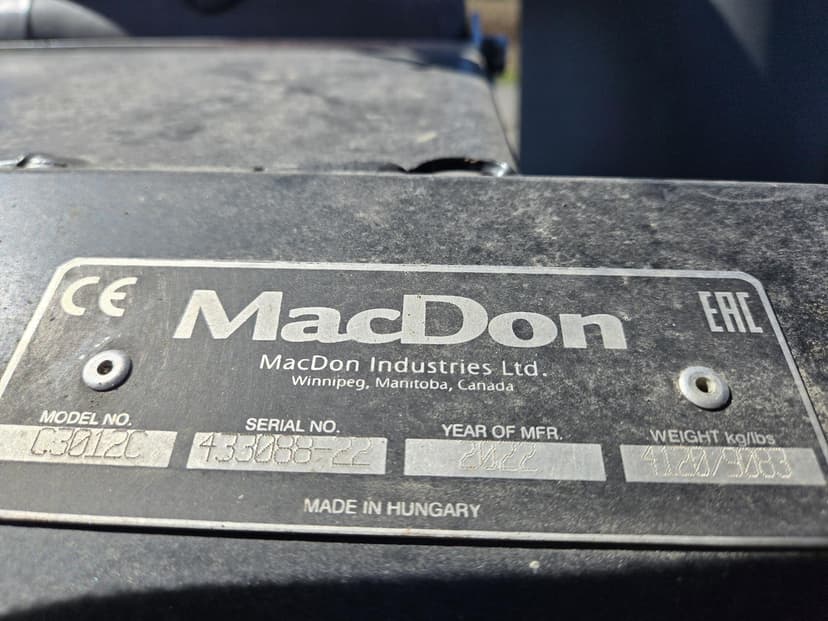 CE MacDon EAC
MacDon Industries Ltd.
Winnipeg, Manitoba, Canada
MODEL NO. SERIAL NO. YEAR OF MFR. WEIGHT kg/lbs
C3012C 433088-22 2022 4120/9083
MADE IN HUNGARY